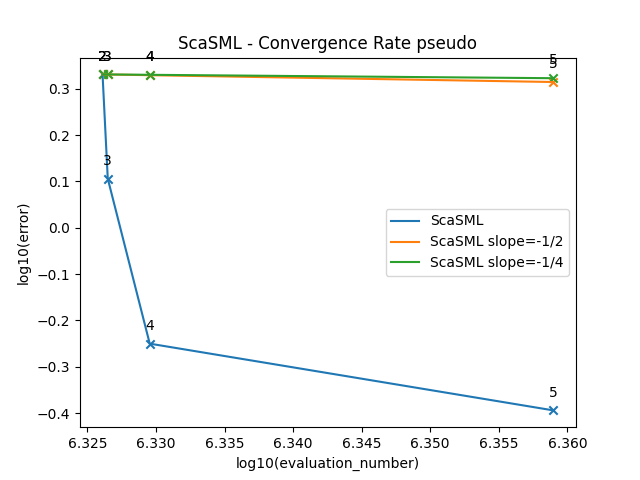 ScaSML - Convergence Rate pseudo
2 3 4 5
5
0.3
0.2
0.1
0.0
−0.1
−0.2
−0.3
−0.4
3
4
5
log10(error)
ScaSML
ScaSML slope=-1/2
ScaSML slope=-1/4
6.325 6.330 6.335 6.340 6.345 6.350 6.355 6.360
log10(evaluation_number)